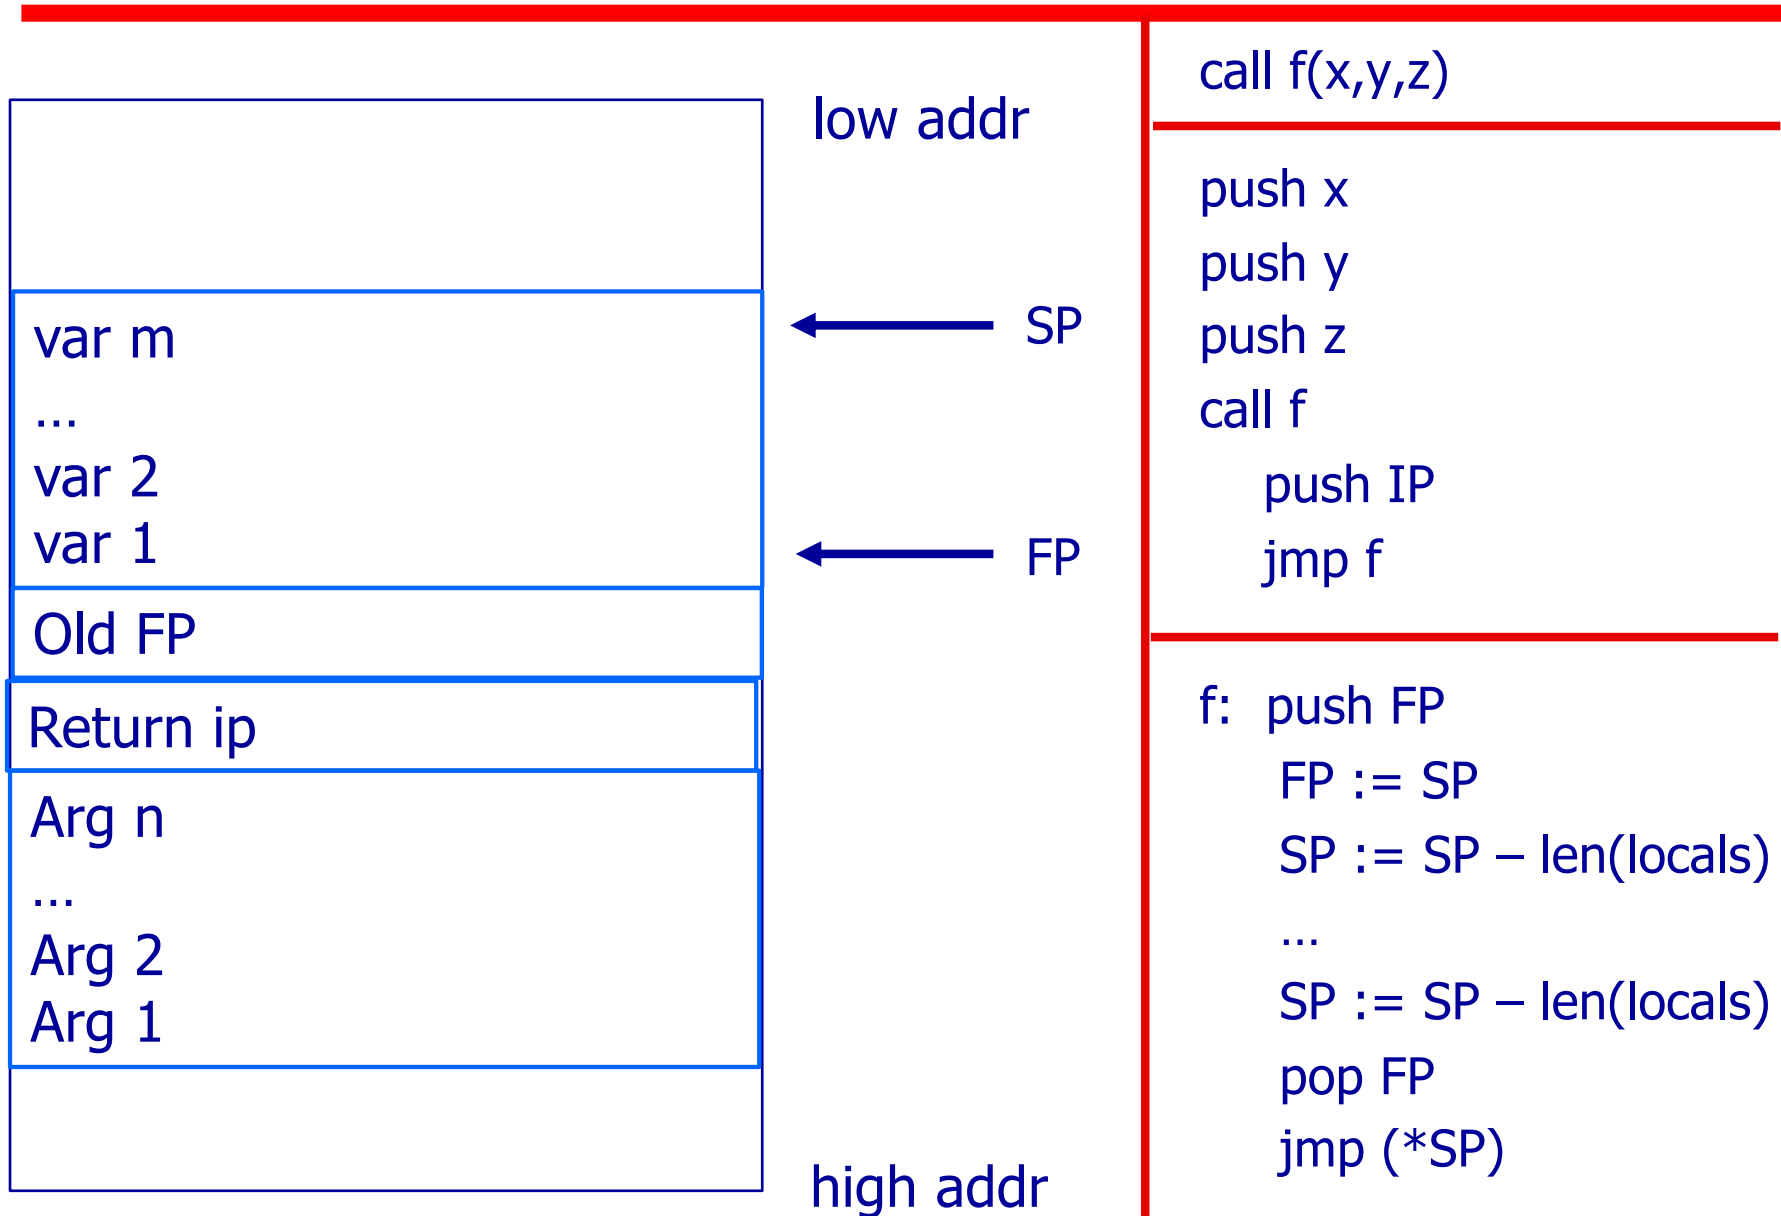 low addr
var m
...
var 2
var 1
Old FP
Return ip
Arg n
...
Arg 2
Arg 1
SP
FP
high addr
call f(x,y,z)
push x
push y
push z
call f
push IP
jmp f
f: push FP
FP := SP
SP := SP – len(locals)
...
SP := SP – len(locals)
pop FP
jmp (*SP)